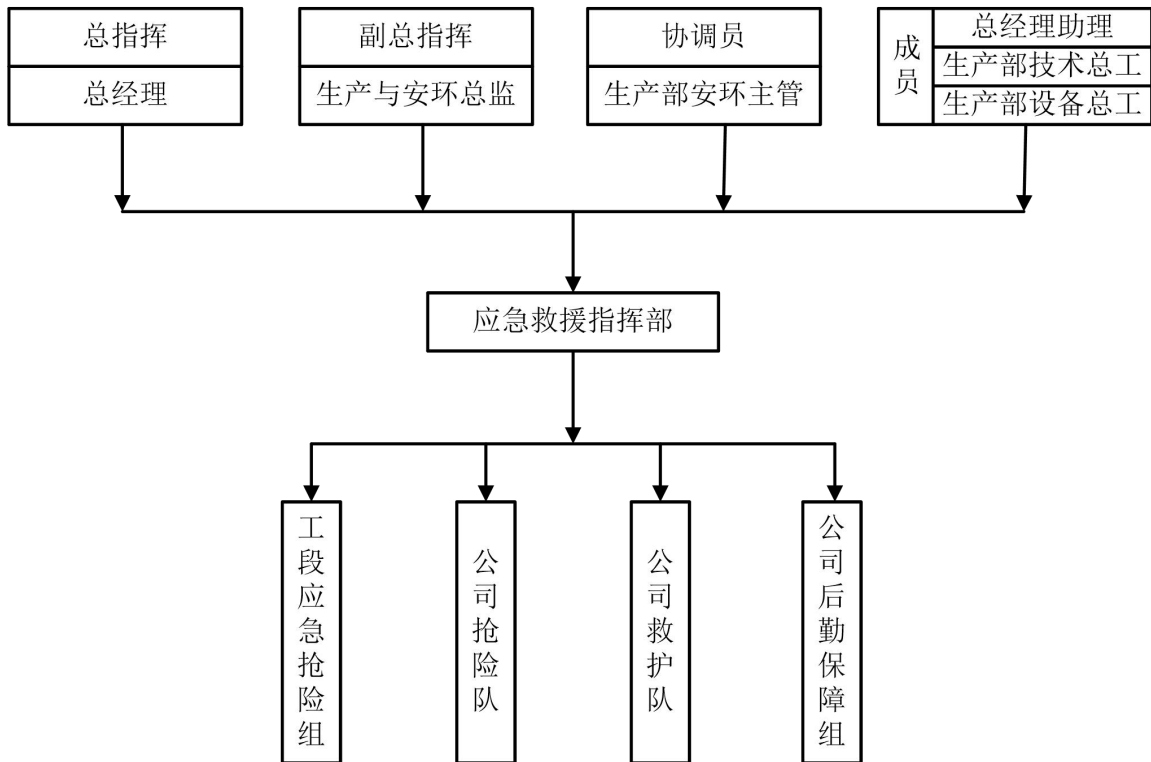 总指挥
总经理
副总指挥
生产与安环总监
协调员
生产部安环主管
成员
总经理助理
生产部技术总工
生产部设备总工
应急救援指挥部
工段应急抢险组
公司抢险队
公司救护队
公司后勤保障组